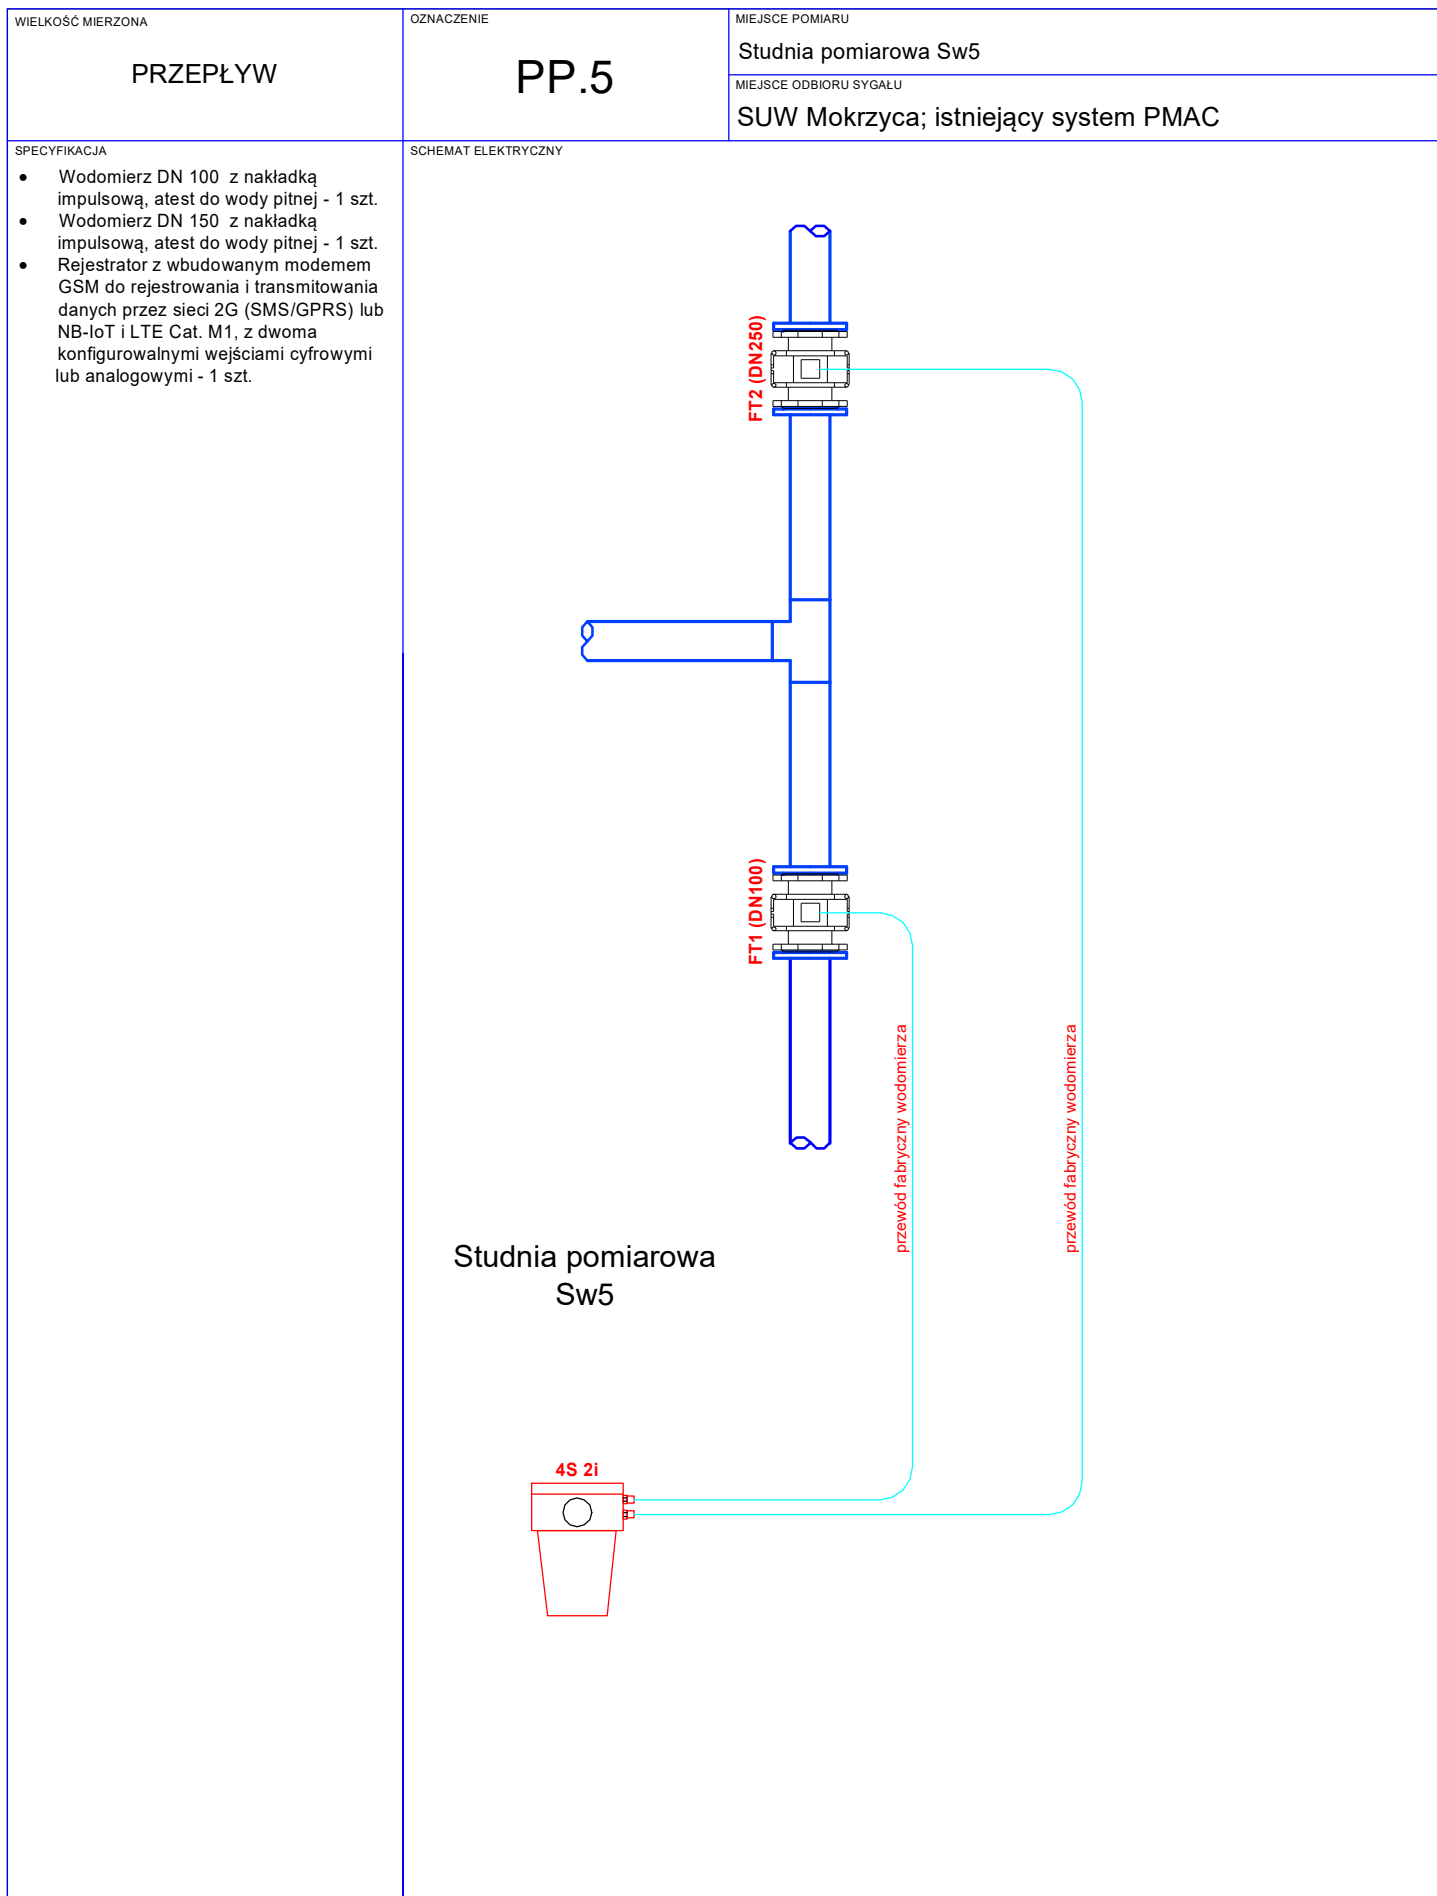 WIELKOŚĆ MIERZONA
PRZEPŁYW
OZNACZENIE
PP.5
MIEJSCE POMIARU
Studnia pomiarowa Sw5
MIEJSCE ODBIORU SYGAŁU
SUW Mokrzyca; istniejący system PMAC
SPECYFIKACJA
• Wodomierz DN 100 z nakładką
impulsową, atest do wody pitnej - 1 szt.
• Wodomierz DN 150 z nakładką
impulsową, atest do wody pitnej - 1 szt.
• Rejestrator z wbudowanym modemem
GSM do rejestrowania i transmitowania
danych przez sieci 2G (SMS/GPRS) lub
NB-IoT i LTE Cat. M1, z dwoma
konfigurowalnymi wejściami cyfrowymi
lub analogowymi - 1 szt.
SCHEMAT ELEKTRYCZNY
FT2 (DN250)
FT1 (DN100)
przewód fabryczny wodomierza
przewód fabryczny wodomierza
Studnia pomiarowa
Sw5
4S 2i